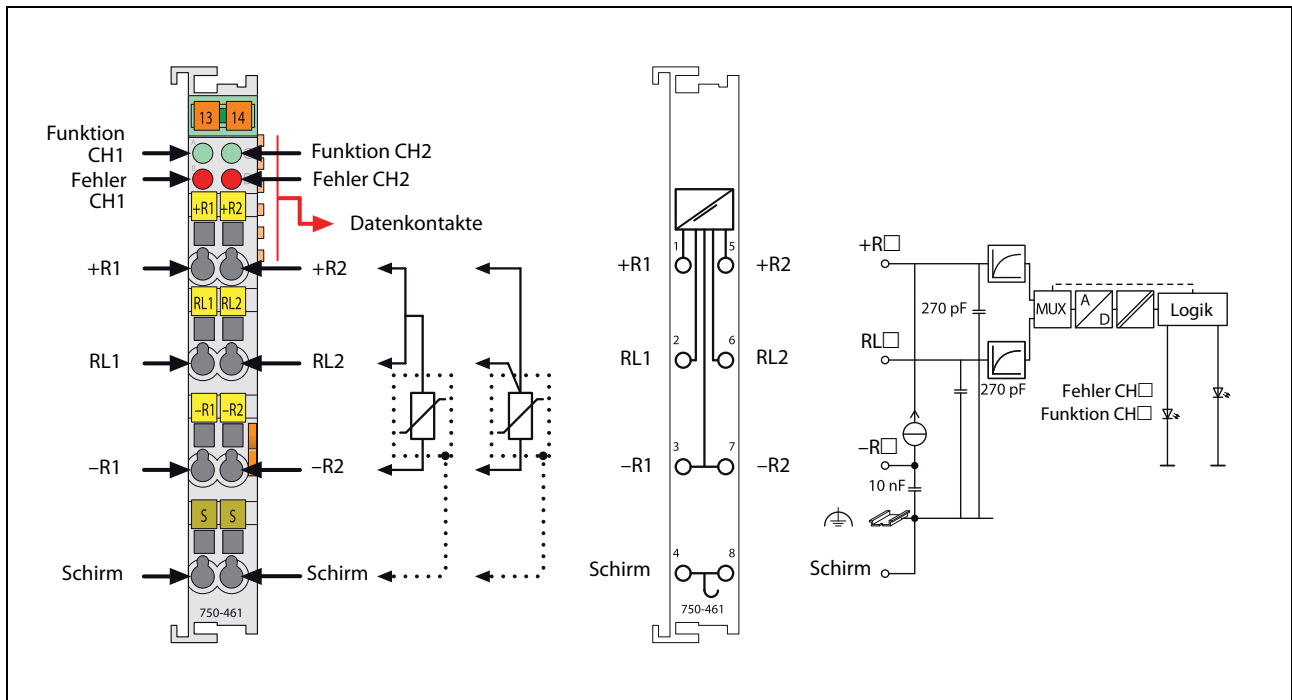 13 14
Funktion
CH1
Funktion CH2
Fehler
CH1
Fehler CH2
+R1 +R2
Datenkontakte
+R1
+R2
RL1 RL2
RL1
RL2
–R1 –R2
–R1
–R2
S S
Schirm
Schirm
750-461
1 5
+R1
+R2
2 6
RL1
RL2
3 7
–R1
–R2
4 8
Schirm
750-461
+R□
270 pF
MUX
A
D
Logik
RL□
270 pF
Fehler CH□
Funktion CH□
–R□
10 nF
Schirm